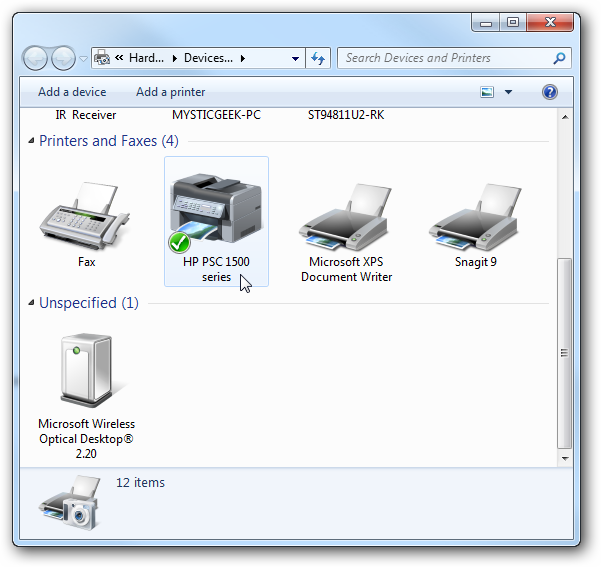 « Hard... ▸ Devices... ▸
Search Devices and Printers
Add a device Add a printer
IR Receiver MYSTICGEEK-PC ST94811U2-RK
Printers and Faxes (4)
Fax
HP PSC 1500
series
Microsoft XPS
Document Writer
Snagit 9
Unspecified (1)
Microsoft Wireless
Optical Desktop®
2.20
12 items